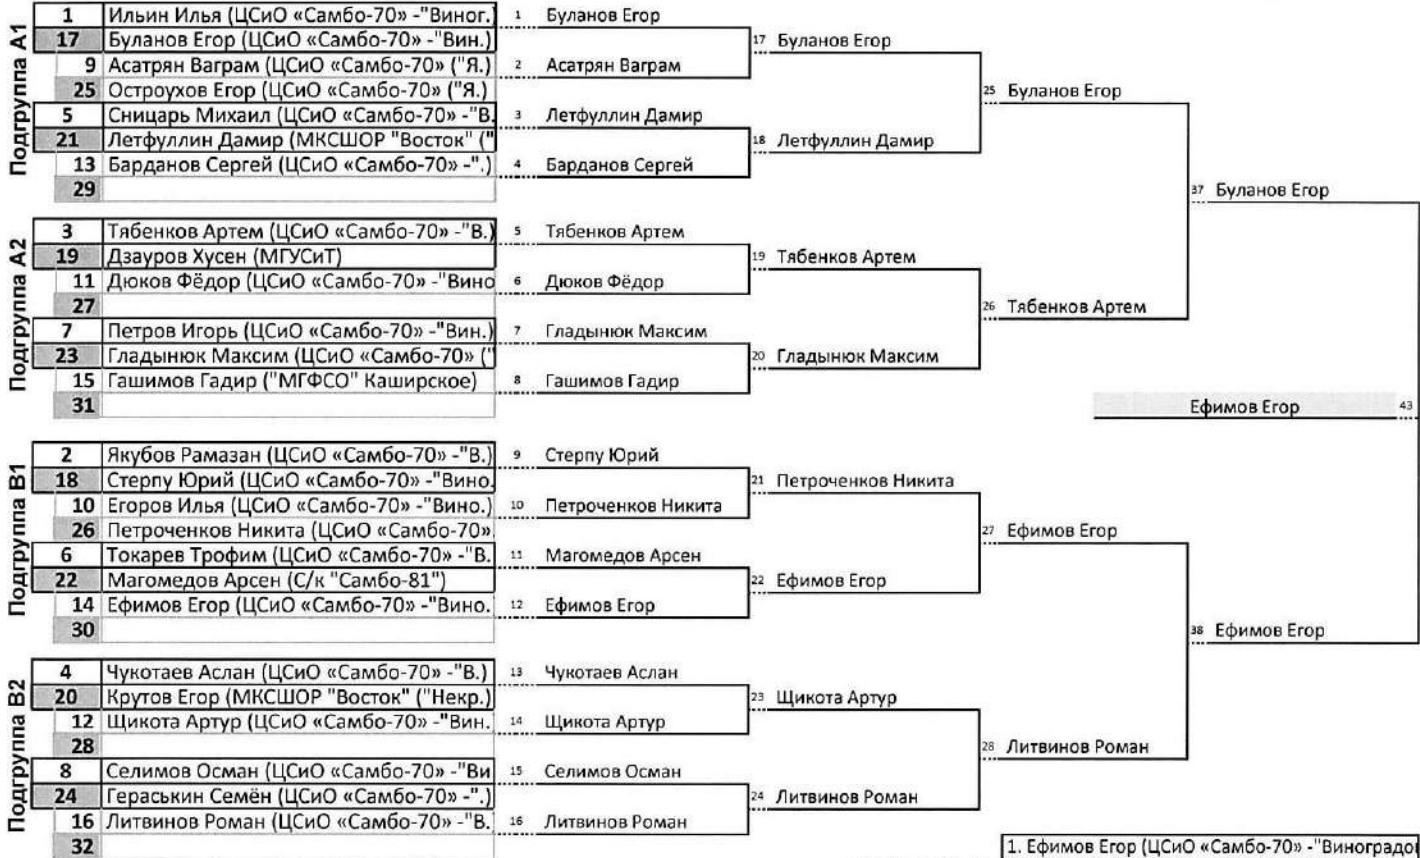 Подгруппа A1
1 Ильин Илья (ЦСиО «Самбо-70» -"Виног.)
17 Буланов Егор (ЦСиО «Самбо-70» -"Вин.)
9 Асатрян Ваграм (ЦСиО «Самбо-70» ("Я.)
25 Остроухов Егор (ЦСиО «Самбо-70» ("Я.)
5 Сницарь Михаил (ЦСиО «Самбо-70» -"В.
21 Летфуллин Дамир (МКСШОР "Восток" ("
13 Барданов Сергей (ЦСиО «Самбо-70» -".)
29
1 Буланов Егор
2 Асатрян Ваграм
3 Летфуллин Дамир
4 Барданов Сергей
17 Буланов Егор
18 Летфуллин Дамир
25 Буланов Егор
Подгруппа A2
3 Тябенков Артем (ЦСиО «Самбо-70» -"В.)
19 Дзауров Хусен (МГУСиТ)
11 Дюков Фёдор (ЦСиО «Самбо-70» -"Вино
27
7 Петров Игорь (ЦСиО «Самбо-70» -"Вин.)
23 Гладынюк Максим (ЦСиО «Самбо-70» ("
15 Гашимов Гадир ("МГФСО" Каширское)
31
5 Тябенков Артем
6 Дюков Фёдор
7 Гладынюк Максим
8 Гашимов Гадир
19 Тябенков Артем
20 Гладынюк Максим
26 Тябенков Артем
37 Буланов Егор
Ефимов Егор 43
Подгруппа B1
2 Якубов Рамазан (ЦСиО «Самбо-70» -"В.)
18 Стерпу Юрий (ЦСиО «Самбо-70» -"Вино.
10 Егоров Илья (ЦСиО «Самбо-70» -"Вино.)
26 Петроченков Никита (ЦСиО «Самбо-70»
6 Токарев Трофим (ЦСиО «Самбо-70» -"В.
22 Магомедов Арсен (С/к "Самбо-81")
14 Ефимов Егор (ЦСиО «Самбо-70» -"Вино.
30
9 Стерпу Юрий
10 Петроченков Никита
11 Магомедов Арсен
12 Ефимов Егор
21 Петроченков Никита
22 Ефимов Егор
27 Ефимов Егор
Подгруппа B2
4 Чукотаев Аслан (ЦСиО «Самбо-70» -"В.)
20 Крутов Егор (МКСШОР "Восток" ("Некр.)
12 Щикота Артур (ЦСиО «Самбо-70» -"Вин.
28
8 Селимов Осман (ЦСиО «Самбо-70» -"Ви
24 Гераськин Семён (ЦСиО «Самбо-70» -".)
16 Литвинов Роман (ЦСиО «Самбо-70» -"В.
32
13 Чукотаев Аслан
14 Щикота Артур
15 Селимов Осман
16 Литвинов Роман
23 Щикота Артур
24 Литвинов Роман
28 Литвинов Роман
38 Ефимов Егор
1. Ефимов Егор (ЦСиО «Самбо-70» -"Виноградо